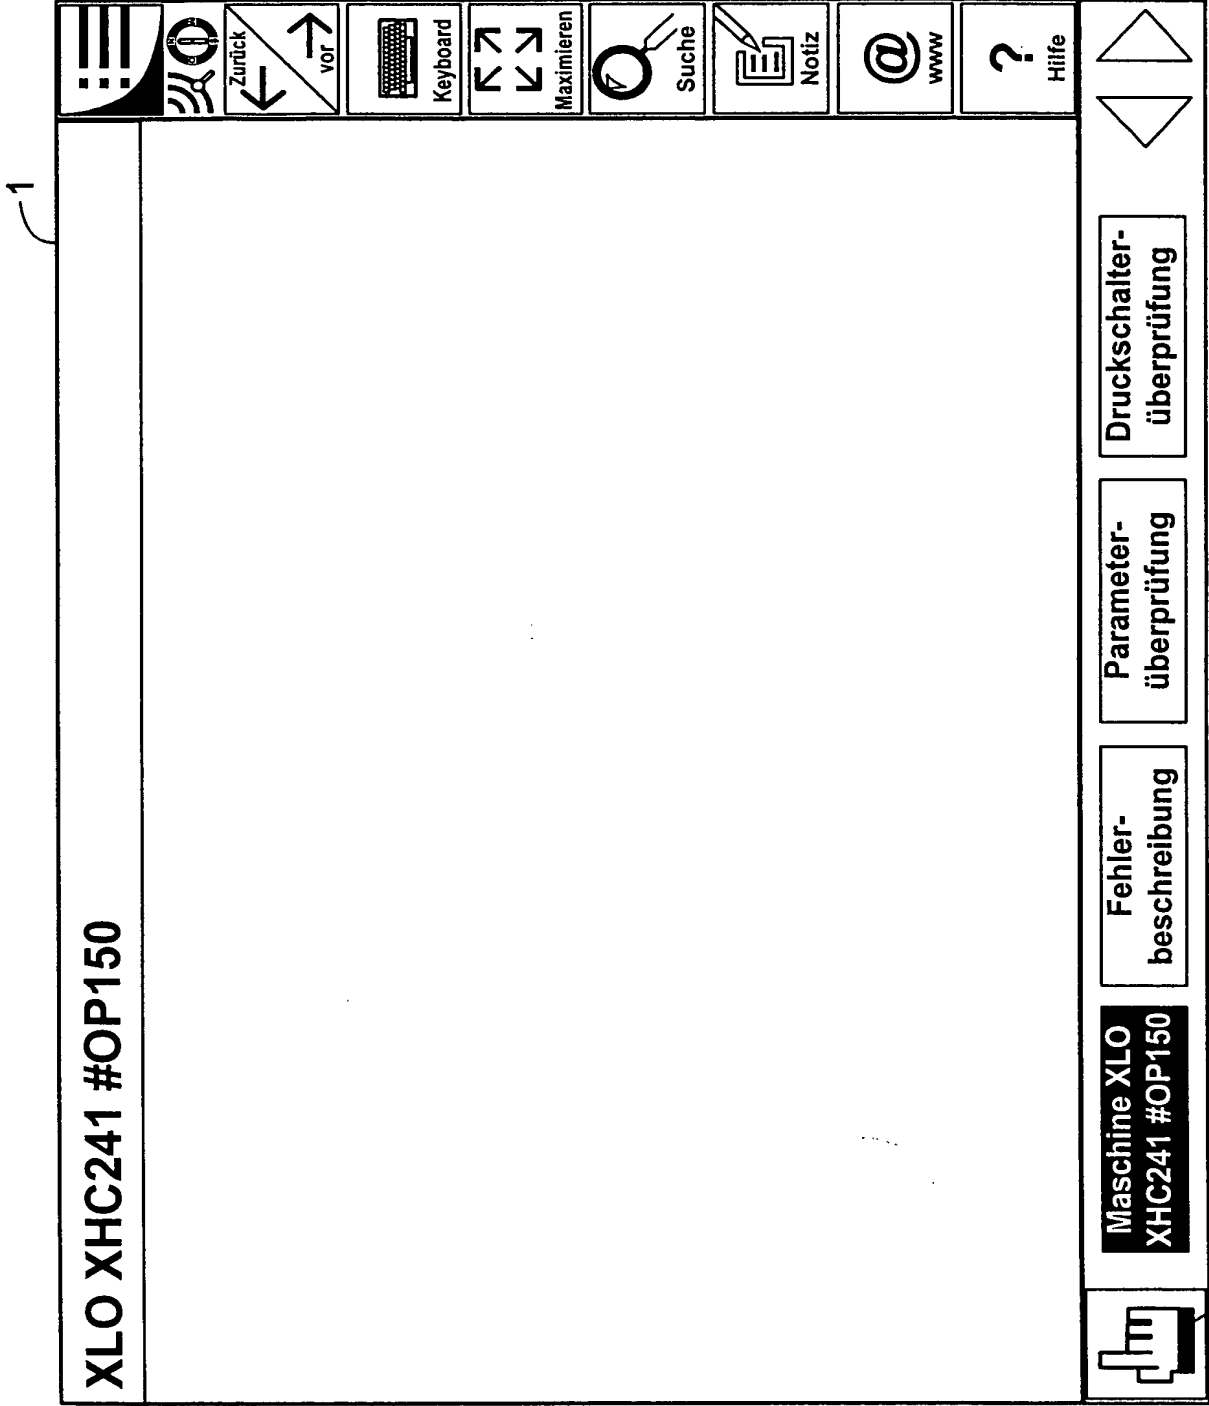 1
XLO XHC241 #OP150
Zurück
vor
Keyboard
Maximieren
Suche
Notiz
@
www
?
Hilfe
Maschine XLO
XHC241 #OP150
Fehler-
beschreibung
Parameter-
überprüfung
Druckschalter-
überprüfung